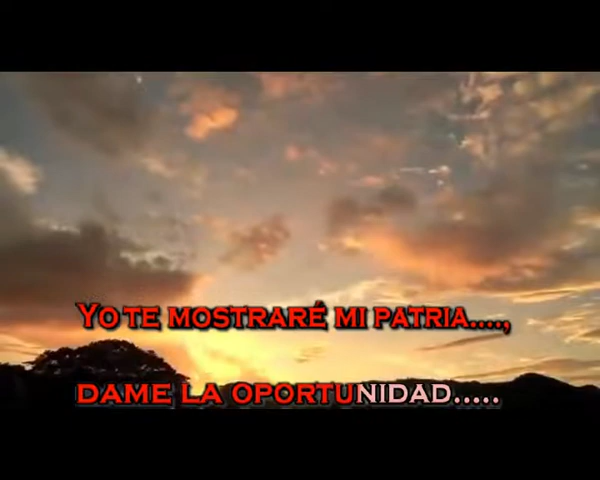 Yo te mostraré mi patria....,
dame la oportunidad.....